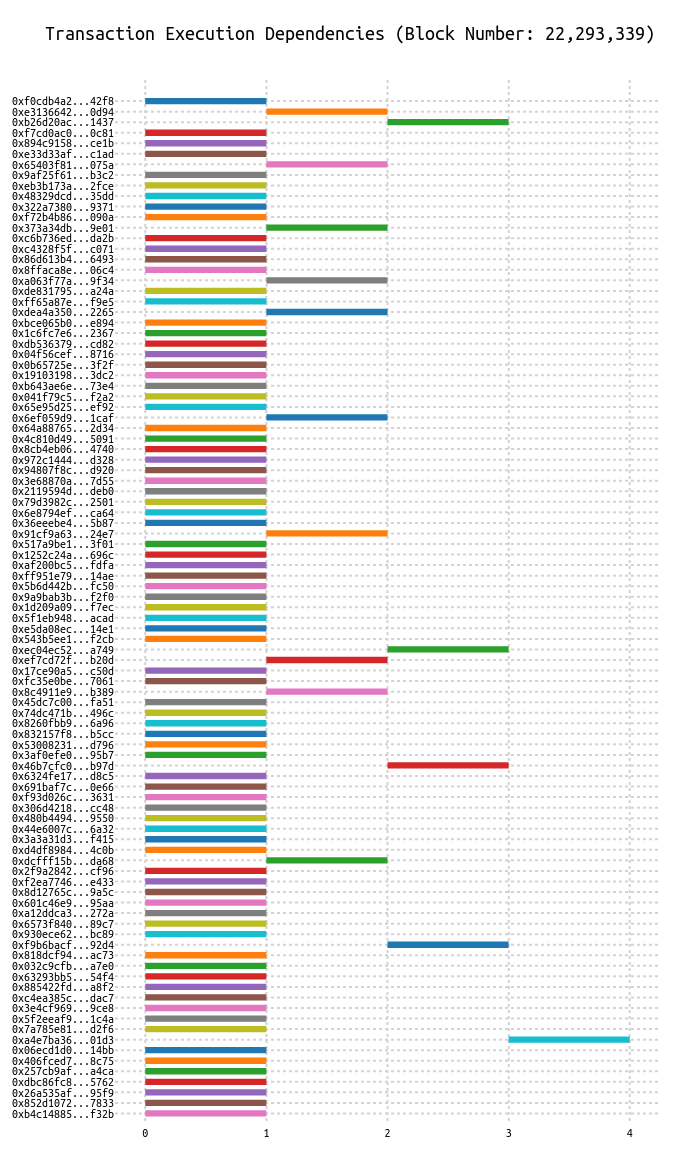 Transaction Execution Dependencies (Block Number: 22,293,339)
0xf0cdb4a2...42f8
0xe3136642...0d94
0xb26d20ac...1437
0xf7cd0ac0...0c81
0x894c9158...ce1b
0xe33d33af...c1ad
0x65403f81...075a
0x9af25f61...b3c2
0xeb3b173a...2fce
0x48329dcd...35dd
0x322a7380...9371
0xf72b4b86...090a
0x373a34db...9e01
0xc6b736ed...da2b
0xc4328f5f...c071
0x86d613b4...6493
0x8ffaca8e...06c4
0xa063f77a...9f34
0xde831795...a24a
0xff65a87e...f9e5
0xdea4a350...2265
0xbce065b0...e894
0x1c6fc7e6...2367
0xdb536379...cd82
0x04f56cef...8716
0x0b65725e...3f2f
0x19103198...3dc2
0xb643ae6e...73e4
0x041f79c5...f2a2
0x65e95d25...ef92
0x6ef059d9...1caf
0x64a88765...2d34
0x4c810d49...5091
0x8cb4eb06...4740
0x972c1444...d328
0x94807f8c...d920
0x3e68870a...7d55
0x2119594d...deb0
0x79d3982c...2501
0x6e8794ef...ca64
0x36eeebe4...5b87
0x91cf9a63...24e7
0x517a9be1...3f01
0x1252c24a...696c
0xaf200bc5...fdfa
0xff951e79...14ae
0x5b6d442b...fc50
0x9a9bab3b...f2f0
0x1d209a09...f7ec
0x5f1eb948...acad
0xe5da08ec...14e1
0x543b5ee1...f2cb
0xec04ec52...a749
0xef7cd72f...b20d
0x17ce90a5...c50d
0xfc35e0be...7061
0x8c4911e9...b389
0x45dc7c00...fa51
0x74dc471b...496c
0x8260fbb9...6a96
0x832157f8...b5cc
0x53008231...d796
0x3af0efe0...95b7
0x46b7cfc0...b97d
0x6324fe17...d8c5
0x691baf7c...0e66
0xf93d026c...3631
0x306d4218...cc48
0x480b4494...9550
0x44e6007c...6a32
0x3a3a31d3...f415
0xd4df8984...4c0b
0xdcfff15b...da68
0x2f9a2842...cf96
0xf2ea7746...e433
0x8d12765c...9a5c
0x601c46e9...95aa
0xa12ddca3...272a
0x6573f840...89c7
0x930ece62...bc89
0xf9b6bacf...92d4
0x818dcf94...ac73
0x032c9cfb...a7e0
0x63293bb5...54f4
0x885422fd...a8f2
0xc4ea385c...dac7
0x3e4cf969...9ce8
0x5f2eeaf9...1c4a
0x7a785e81...d2f6
0xa4e7ba36...01d3
0x06ecd1d0...14bb
0x406fced7...8c75
0x257cb9af...a4ca
0xdbc86fc8...5762
0x26a535af...95f9
0x852d1072...7833
0xb4c14885...f32b
0 1 2 3 4